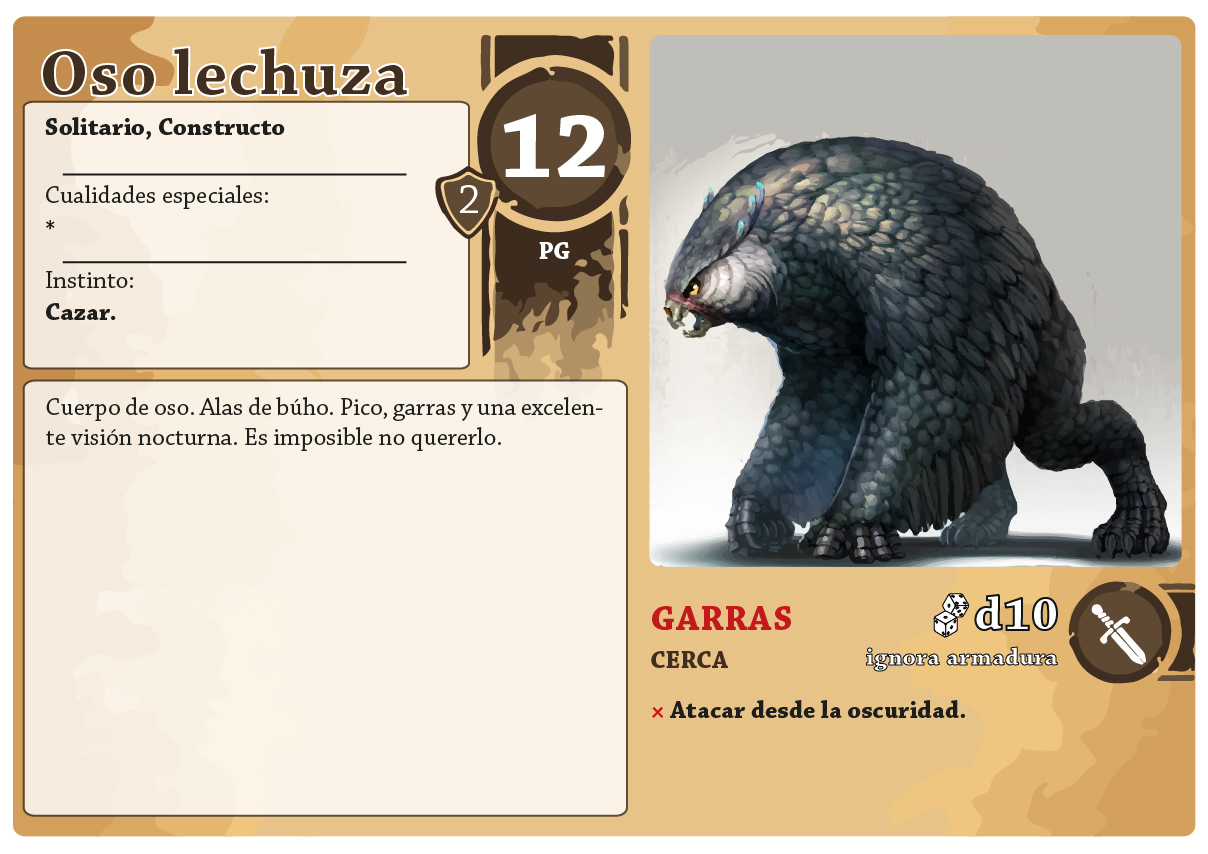 Oso lechuza
Solitario, Constructo
Cualidades especiales:
*
Instinto:
Cazar.
2
12
PG
Cuerpo de oso. Alas de búho. Pico, garras y una excelen-
te visión nocturna. Es imposible no quererlo.
GARRAS
d10
CERCA
ignora armadura
× Atacar desde la oscuridad.